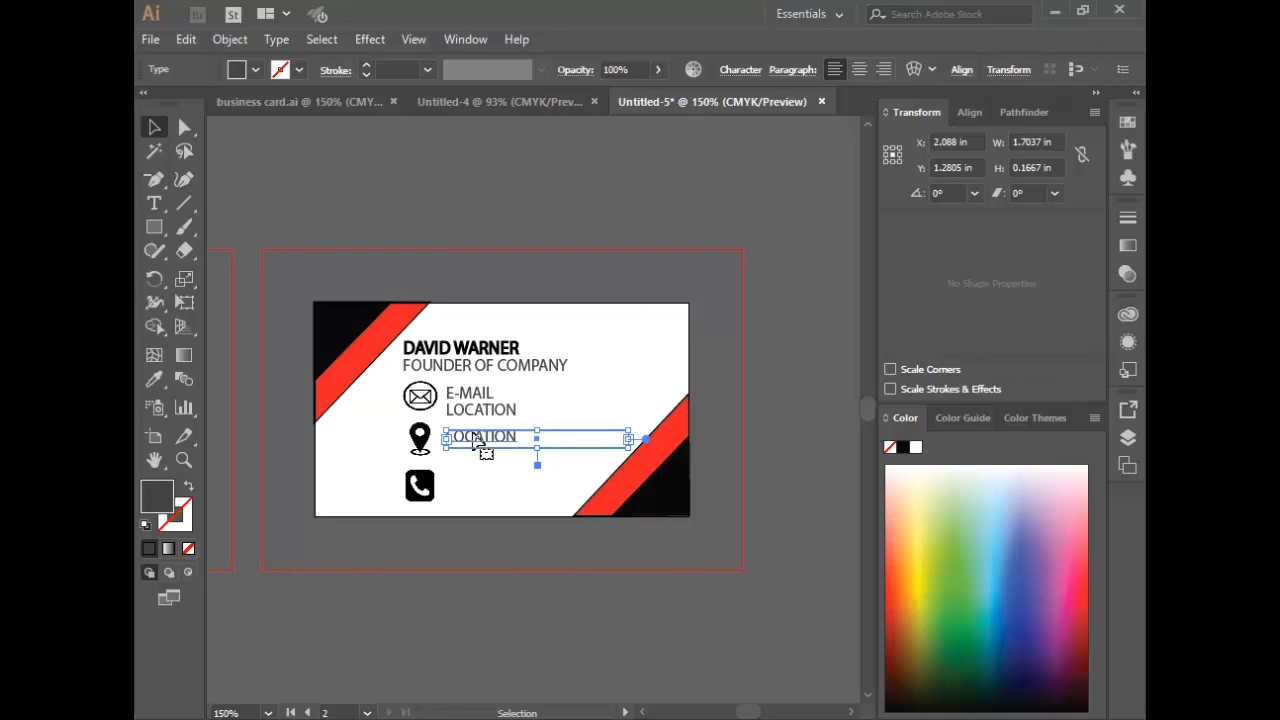 Ai Br St Essentials Search Adobe Stock
File Edit Object Type Select Effect View Window Help
Type Stroke: Opacity: 100% Character Paragraph: Align Transform
business card.ai @ 150% (CMY... Untitled-4 @ 93% (CMYK/Prev... Untitled-5* @ 150% (CMYK/Preview)
Transform Align Pathfinder
X: 2.088 in W: 1.7037 in
Y: 1.2805 in H: 0.1667 in
0° 0°
No Shape Properties
DAVID WARNER
FOUNDER OF COMPANY
E-MAIL
LOCATION
LOCATION
Scale Corners
Scale Strokes & Effects
Color Color Guide Color Themes
150% 2 Selection